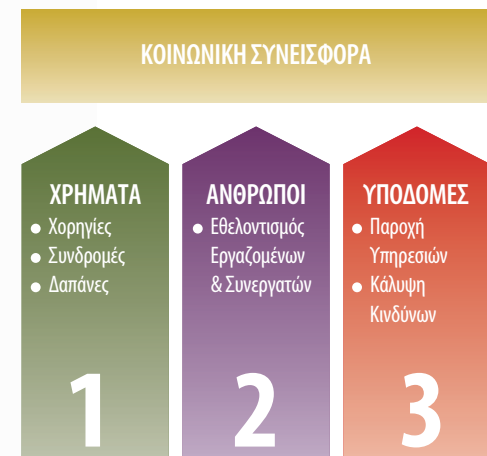 ΚΟΙΝΩΝΙΚΗ ΣΥΝΕΙΣΦΟΡΑ
ΧΡΗΜΑΤΑ
● Χορηγίες
● Συνδρομές
● Δαπάνες
1
ΑΝΘΡΩΠΟΙ
● Εθελοντισμός
Εργαζομένων
& Συνεργατών
2
ΥΠΟΔΟΜΕΣ
● Παροχή
Υπηρεσιών
● Κάλυψη
Κινδύνων
3